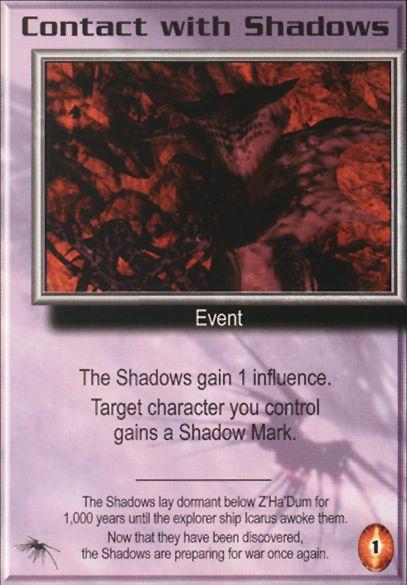 Contact with Shadows
Event
The Shadows gain 1 influence.
Target character you control
gains a Shadow Mark.
The Shadows lay dormant below Z'Ha'Dum for
1,000 years until the explorer ship Icarus awoke them.
Now that they have been discovered,
the Shadows are preparing for war once again.
1